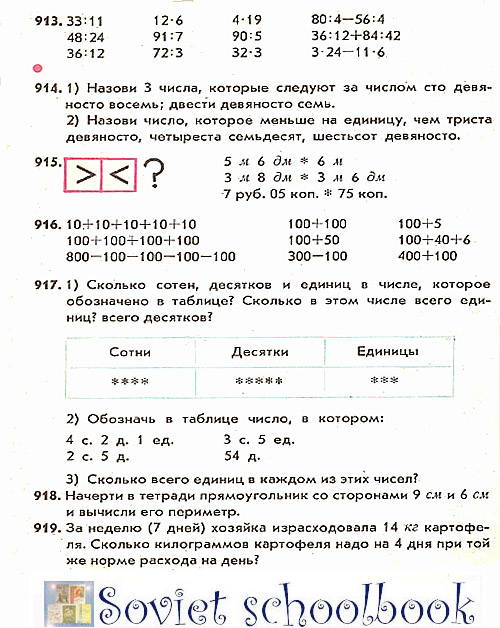 913. 33:11 12·6 4·19 80:4—56:4
48:24 91:7 90:5 36:12+84:42
36:12 72:3 32·3 3·24—11·6
914. 1) Назови 3 числа, которые следуют за числом сто девя-
носто восемь; двести девяносто семь.
2) Назови число, которое меньше на единицу, чем триста
девяносто, четыреста семьдесят, шестьсот девяносто.
915. > < ? 5 м 6 дм * 6 м
3 м 8 дм * 3 м 6 дм
7 руб. 05 коп. * 75 коп.
916. 10+10+10+10+10 100+100 100+5
100+100+100+100 100+50 100+40+6
800—100—100—100—100 300—100 400+100
917. 1) Сколько сотен, десятков и единиц в числе, которое
обозначено в таблице? Сколько в этом числе всего еди-
ниц? всего десятков?
Сотни Десятки Единицы
**** ***** ***
2) Обозначь в таблице число, в котором:
4 с. 2 д. 1 ед. 3 с. 5 ед.
2 с. 5 д. 54 д.
3) Сколько всего единиц в каждом из этих чисел?
918. Начерти в тетради прямоугольник со сторонами 9 см и 6 см
и вычисли его периметр.
919. За неделю (7 дней) хозяйка израсходовала 14 кг картофе-
ля. Сколько килограммов картофеля надо на 4 дня при той
же норме расхода на день?
Soviet schoolbook